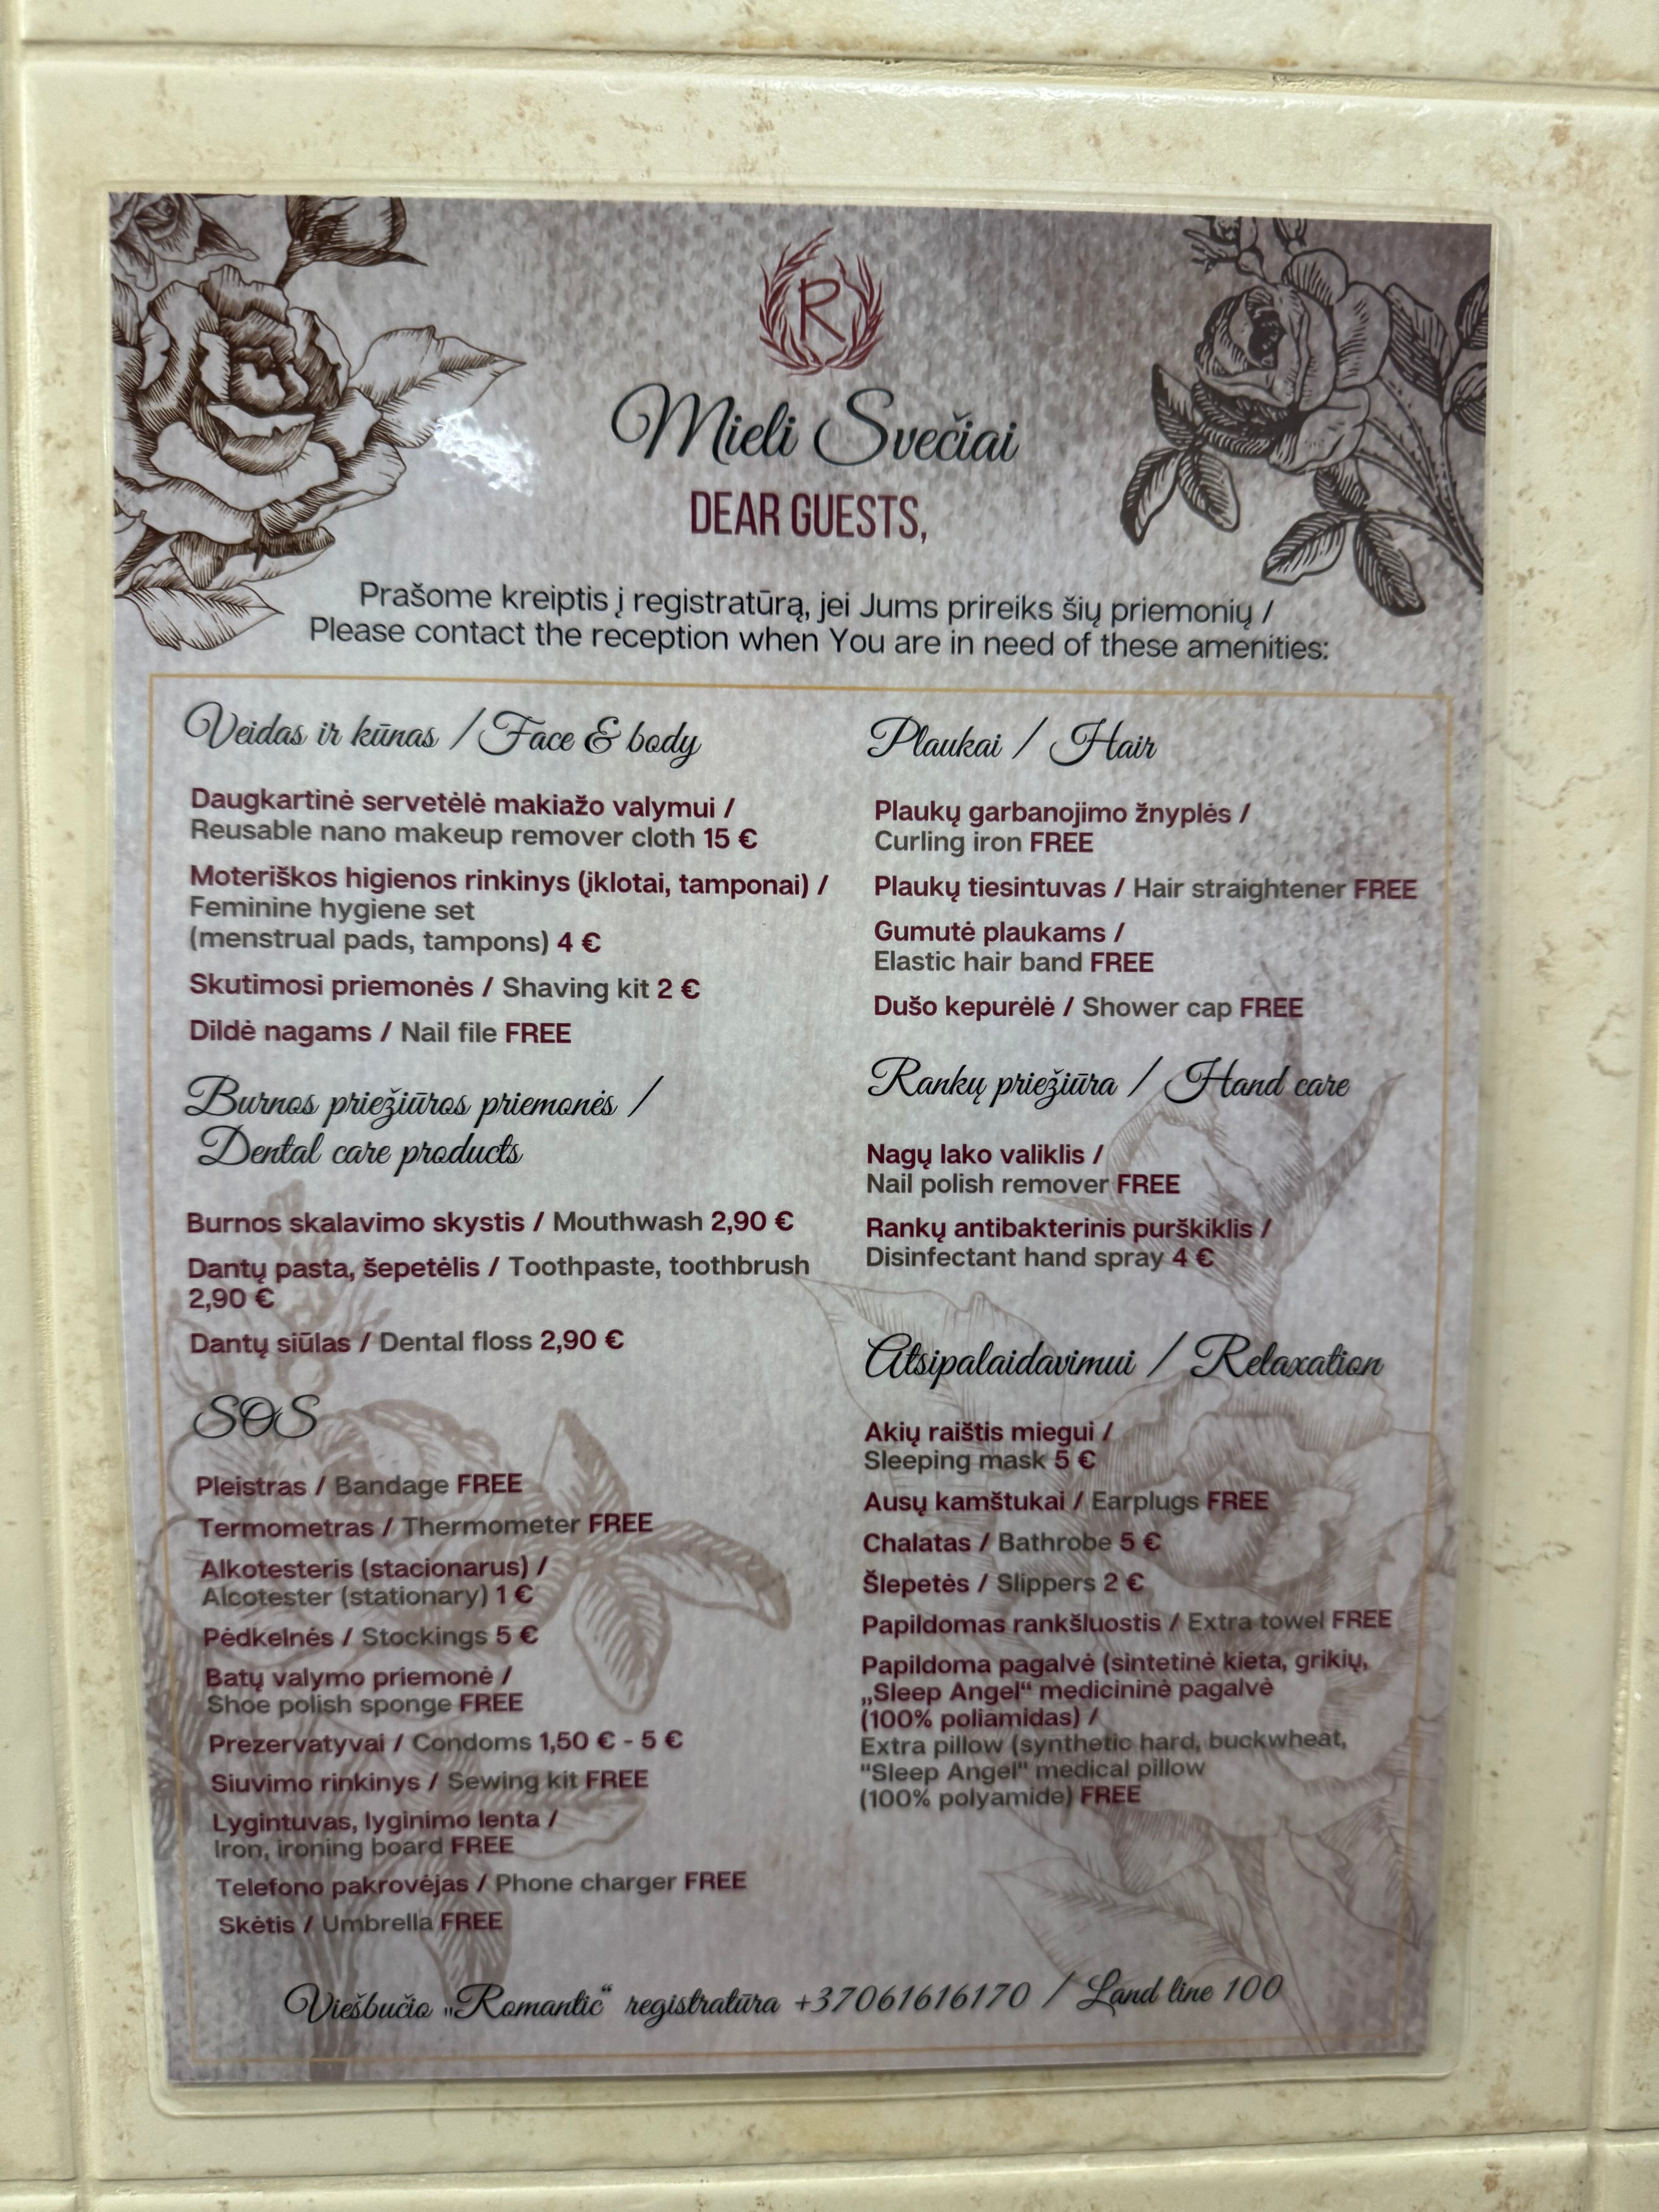 R
Mieli Svečiai
DEAR GUESTS,
Prašome kreiptis į registratūrą, jei Jums prireiks šių priemonių /
Please contact the reception when You are in need of these amenities:
Veidas ir kūnas / Face & body
Daugkartinė servetėlė makiažo valymui /
Reusable nano makeup remover cloth 15 €
Moteriškos higienos rinkinys (įklotai, tamponai) /
Feminine hygiene set
(menstrual pads, tampons) 4 €
Skutimosi priemonės / Shaving kit 2 €
Dildė nagams / Nail file FREE
Burnos priežiūros priemonės /
Dental care products
Burnos skalavimo skystis / Mouthwash 2,90 €
Dantų pasta, šepetėlis / Toothpaste, toothbrush
2,90 €
Dantų siūlas / Dental floss 2,90 €
SOS
Pleistras / Bandage FREE
Termometras / Thermometer FREE
Alkotesteris (stacionarus) /
Alcotester (stationary) 1 €
Pėdkelnės / Stockings 5 €
Batų valymo priemonė /
Shoe polish sponge FREE
Prezervatyvai / Condoms 1,50 € - 5 €
Siuvimo rinkinys / Sewing kit FREE
Lygintuvas, lyginimo lenta /
Iron, ironing board FREE
Telefono pakrovėjas / Phone charger FREE
Skėtis / Umbrella FREE
Plaukai / Hair
Plaukų garbanojimo žnyplės /
Curling iron FREE
Plaukų tiesintuvas / Hair straightener FREE
Gumutė plaukams /
Elastic hair band FREE
Dušo kepurėlė / Shower cap FREE
Rankų priežiūra / Hand care
Nagų lako valiklis /
Nail polish remover FREE
Rankų antibakterinis purškiklis /
Disinfectant hand spray 4 €
Atsipalaidavimui / Relaxation
Akių raištis miegui /
Sleeping mask 5 €
Ausų kamštukai / Earplugs FREE
Chalatas / Bathrobe 5 €
Šlepetės / Slippers 2 €
Papildomas rankšluostis / Extra towel FREE
Papildoma pagalvė (sintetinė kieta, grikių,
„Sleep Angel“ medicininė pagalvė
(100% poliamidas) /
Extra pillow (synthetic hard, buckwheat,
"Sleep Angel" medical pillow
(100% polyamide) FREE
Viešbučio „Romantic“ registratūra +37061616170 / Land line 100